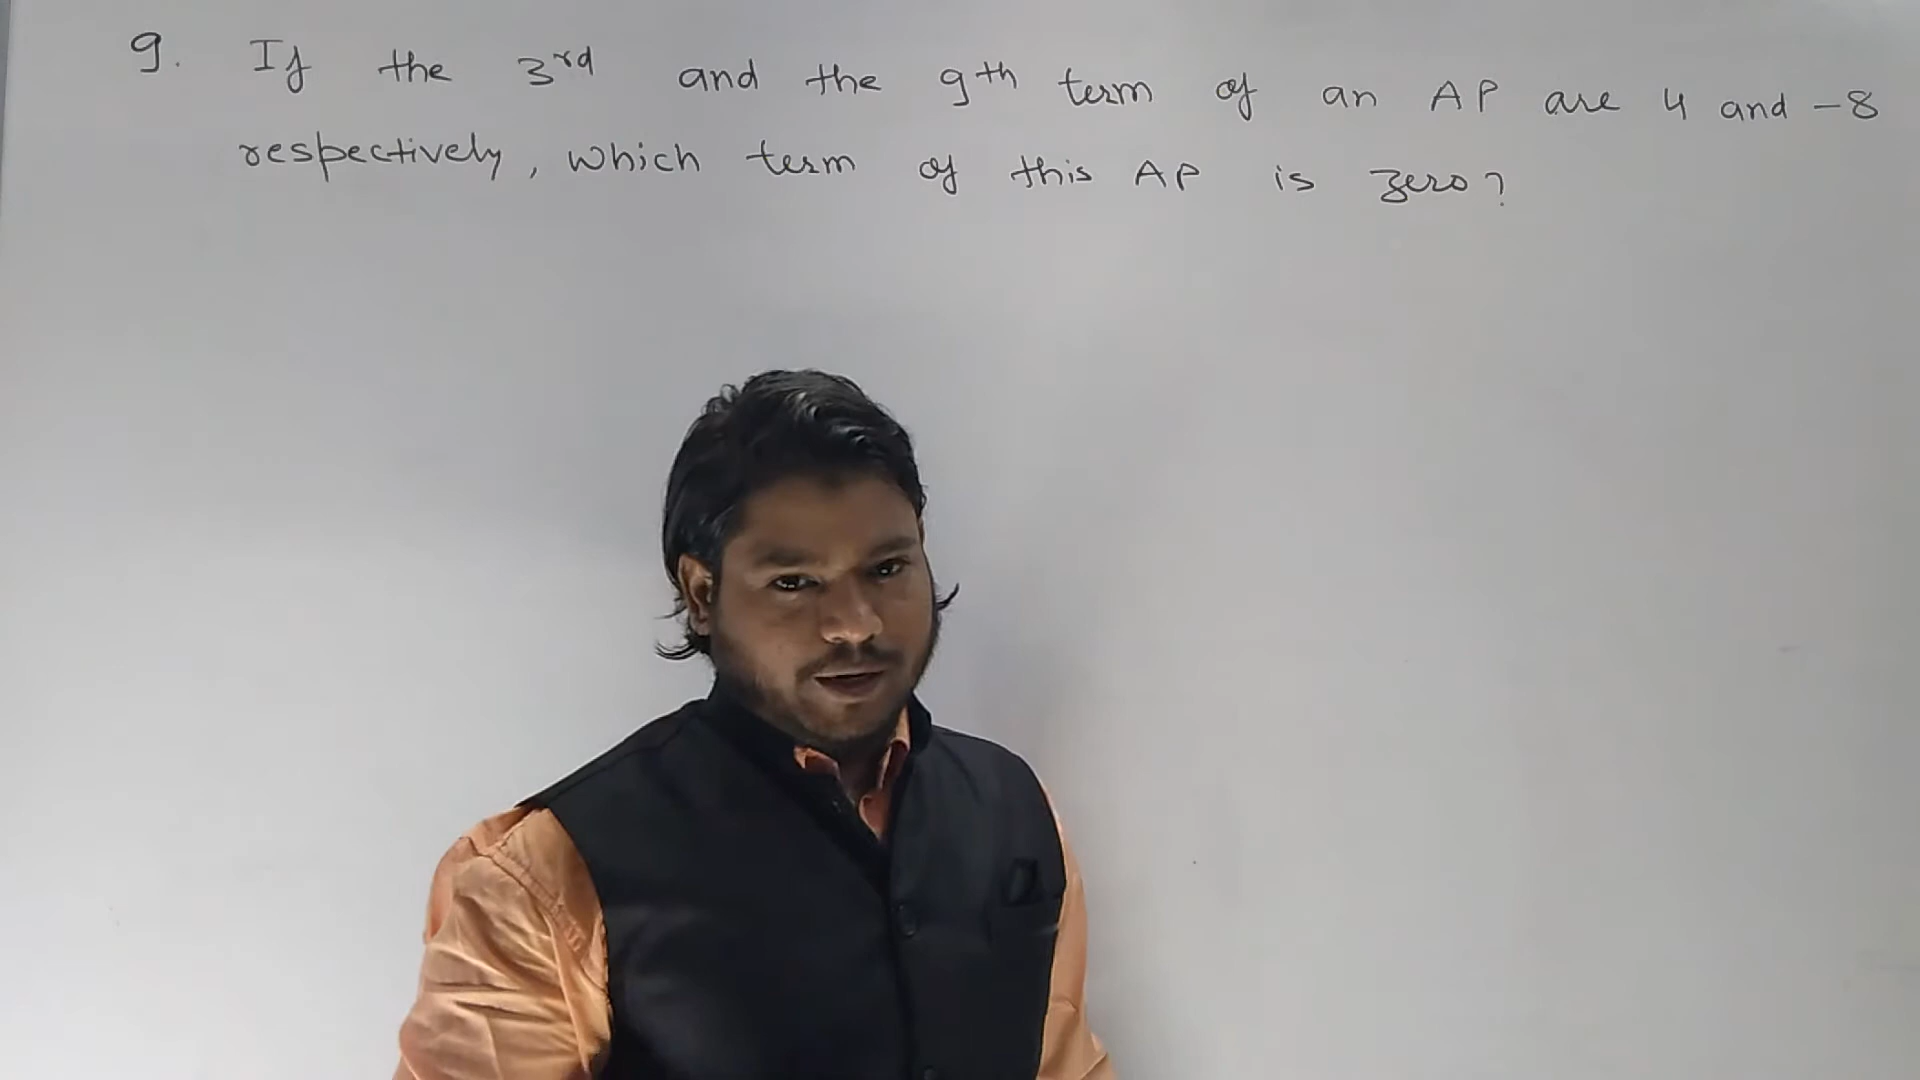 9. If the 3rd and the 9th term of an AP are 4 and -8
respectively, which term of this AP is zero?